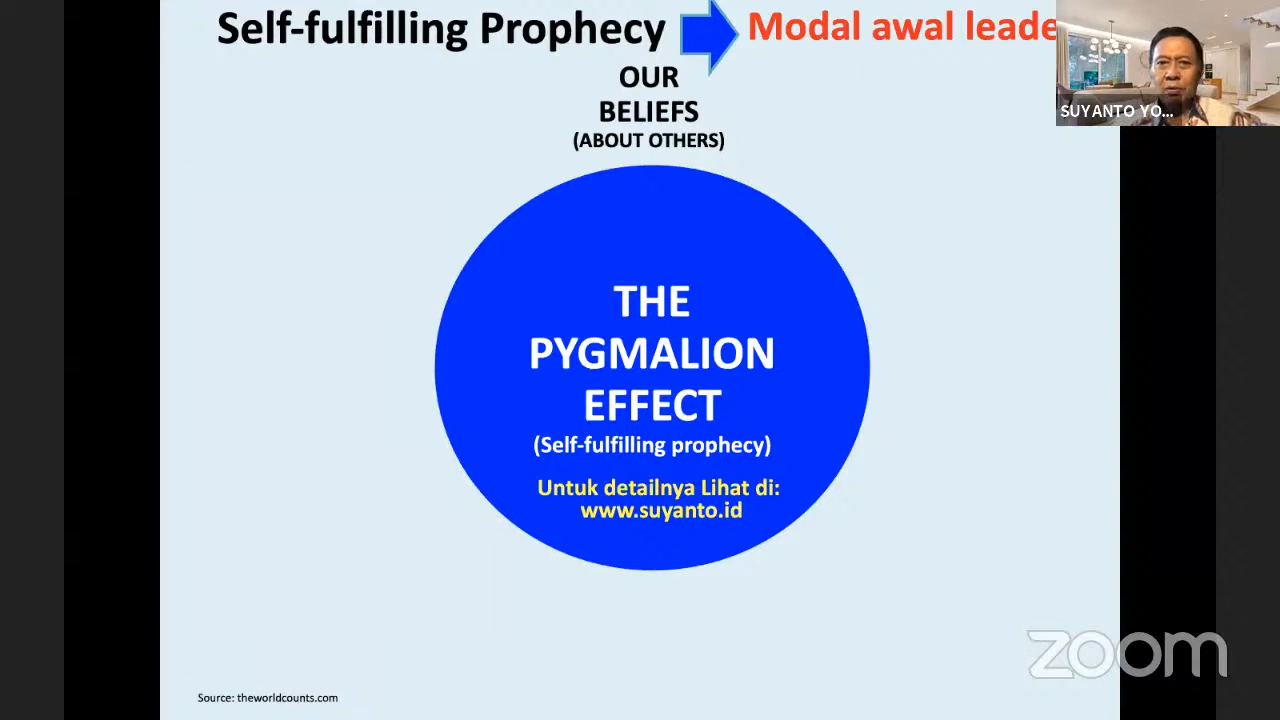 Self-fulfilling Prophecy Modal awal leade
SUYANTO YO...
OUR
BELIEFS
(ABOUT OTHERS)
THE
PYGMALION
EFFECT
(Self-fulfilling prophecy)
Untuk detailnya Lihat di:
www.suyanto.id
zoom
Source: theworldcounts.com